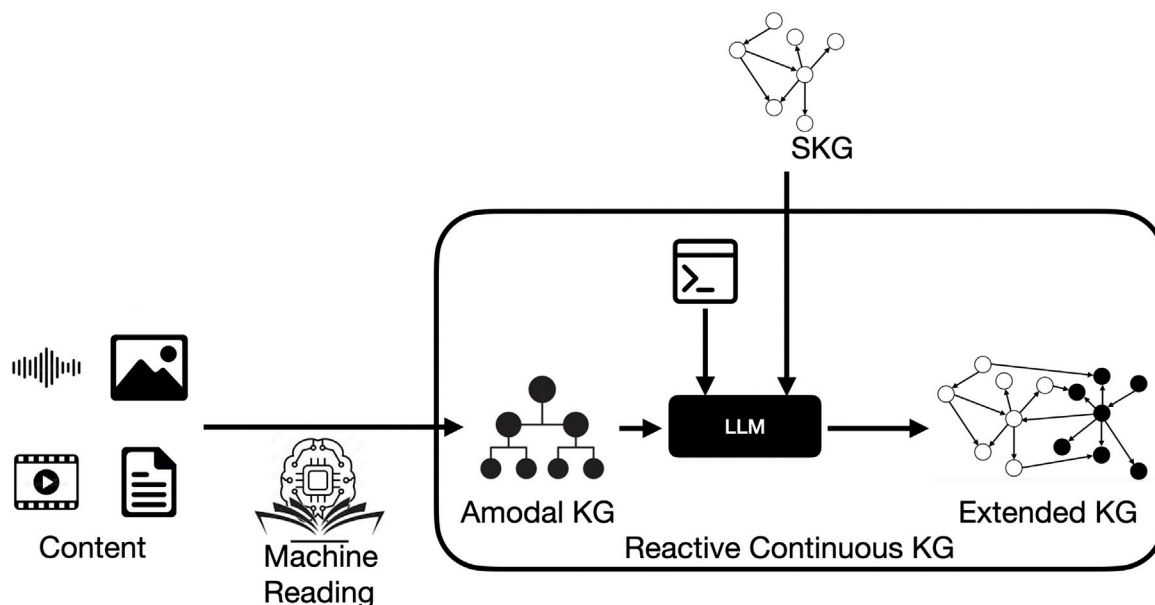 SKG
LLM
Content
Machine
Reading
Amodal KG
Extended KG
Reactive Continuous KG